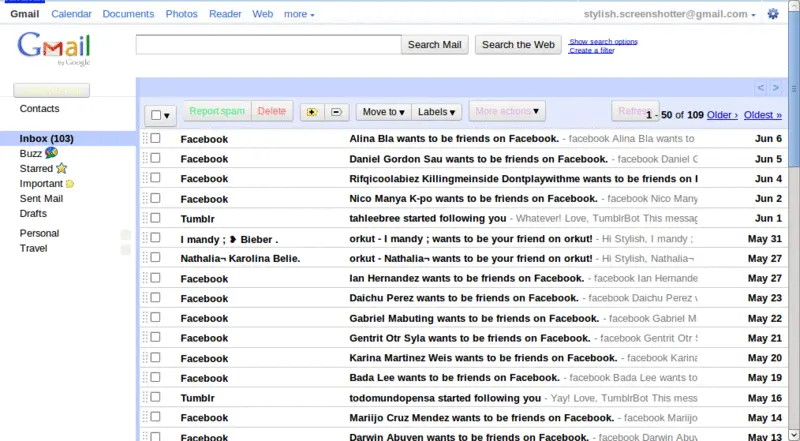 Gmail Calendar Documents Photos Reader Web more stylish.screenshotter@gmail.com
Gmail by Google
Search Mail Search the Web Show search options
Create a filter
< >
Contacts
Report spam Delete Move to ▾ Labels ▾ More actions ▾ Refresh 1 - 50 of 109 Older › Oldest »
Inbox (103)
Buzz
Starred
Important
Sent Mail
Drafts
Personal
Travel
Facebook Alina Bla wants to be friends on Facebook. - facebook Alina Bla wants to Jun 6
Facebook Daniel Gordon Sau wants to be friends on Facebook. - facebook Daniel G Jun 5
Facebook Rifqicoolabiez Killingmeinside Dontplaywithme wants to be friends on Jun 4
Facebook Nico Manya K-po wants to be friends on Facebook. - facebook Nico Many Jun 2
Tumblr tahleebree started following you - Whatever! Love, TumblrBot This messag Jun 1
I mandy ; ❥ Bieber . orkut - I mandy ; wants to be your friend on orkut! - Hi Stylish, I mandy ; May 31
Nathalia¬ Karolina Belie. orkut - Nathalia¬ wants to be your friend on orkut! - Hi Stylish, Nathalia¬ May 27
Facebook Ian Hernandez wants to be friends on Facebook. - facebook Ian Hernande May 27
Facebook Daichu Perez wants to be friends on Facebook. - facebook Daichu Perez v May 23
Facebook Gabriel Mabuting wants to be friends on Facebook. - facebook Gabriel M May 22
Facebook Gentrit Otr Syla wants to be friends on Facebook. - facebook Gentrit Otr S May 21
Facebook Karina Martinez Weis wants to be friends on Facebook. - facebook Karina May 20
Facebook Bada Lee wants to be friends on Facebook. - facebook Bada Lee wants to May 19
Tumblr todomundopensa started following you - Yay! Love, TumblrBot This messa May 16
Facebook Mariijo Cruz Mendez wants to be friends on Facebook. - facebook Mariijo May 14
Facebook Darwin Abuyen wants to be friends on Facebook. - facebook Darwin Abuy May 13